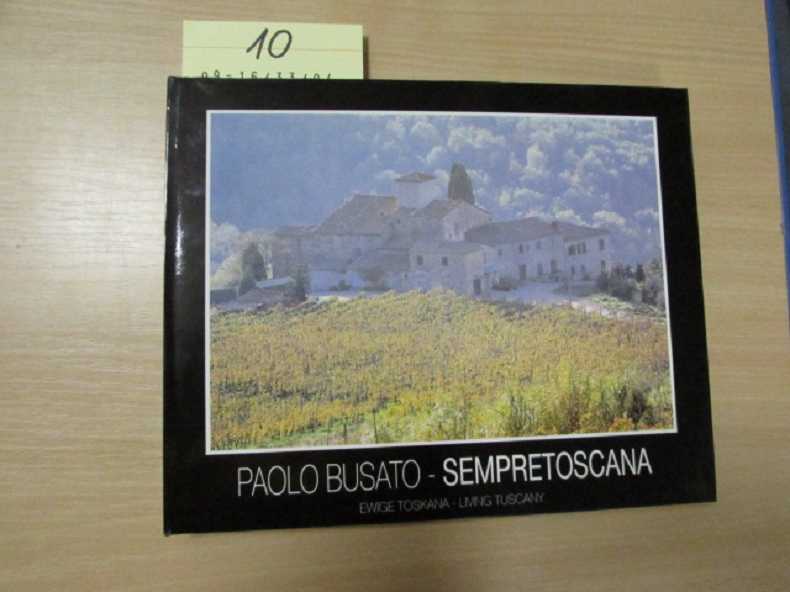 10
PAOLO BUSATO - SEMPRETOSCANA
EWIGE TOSKANA - LIVING TUSCANY